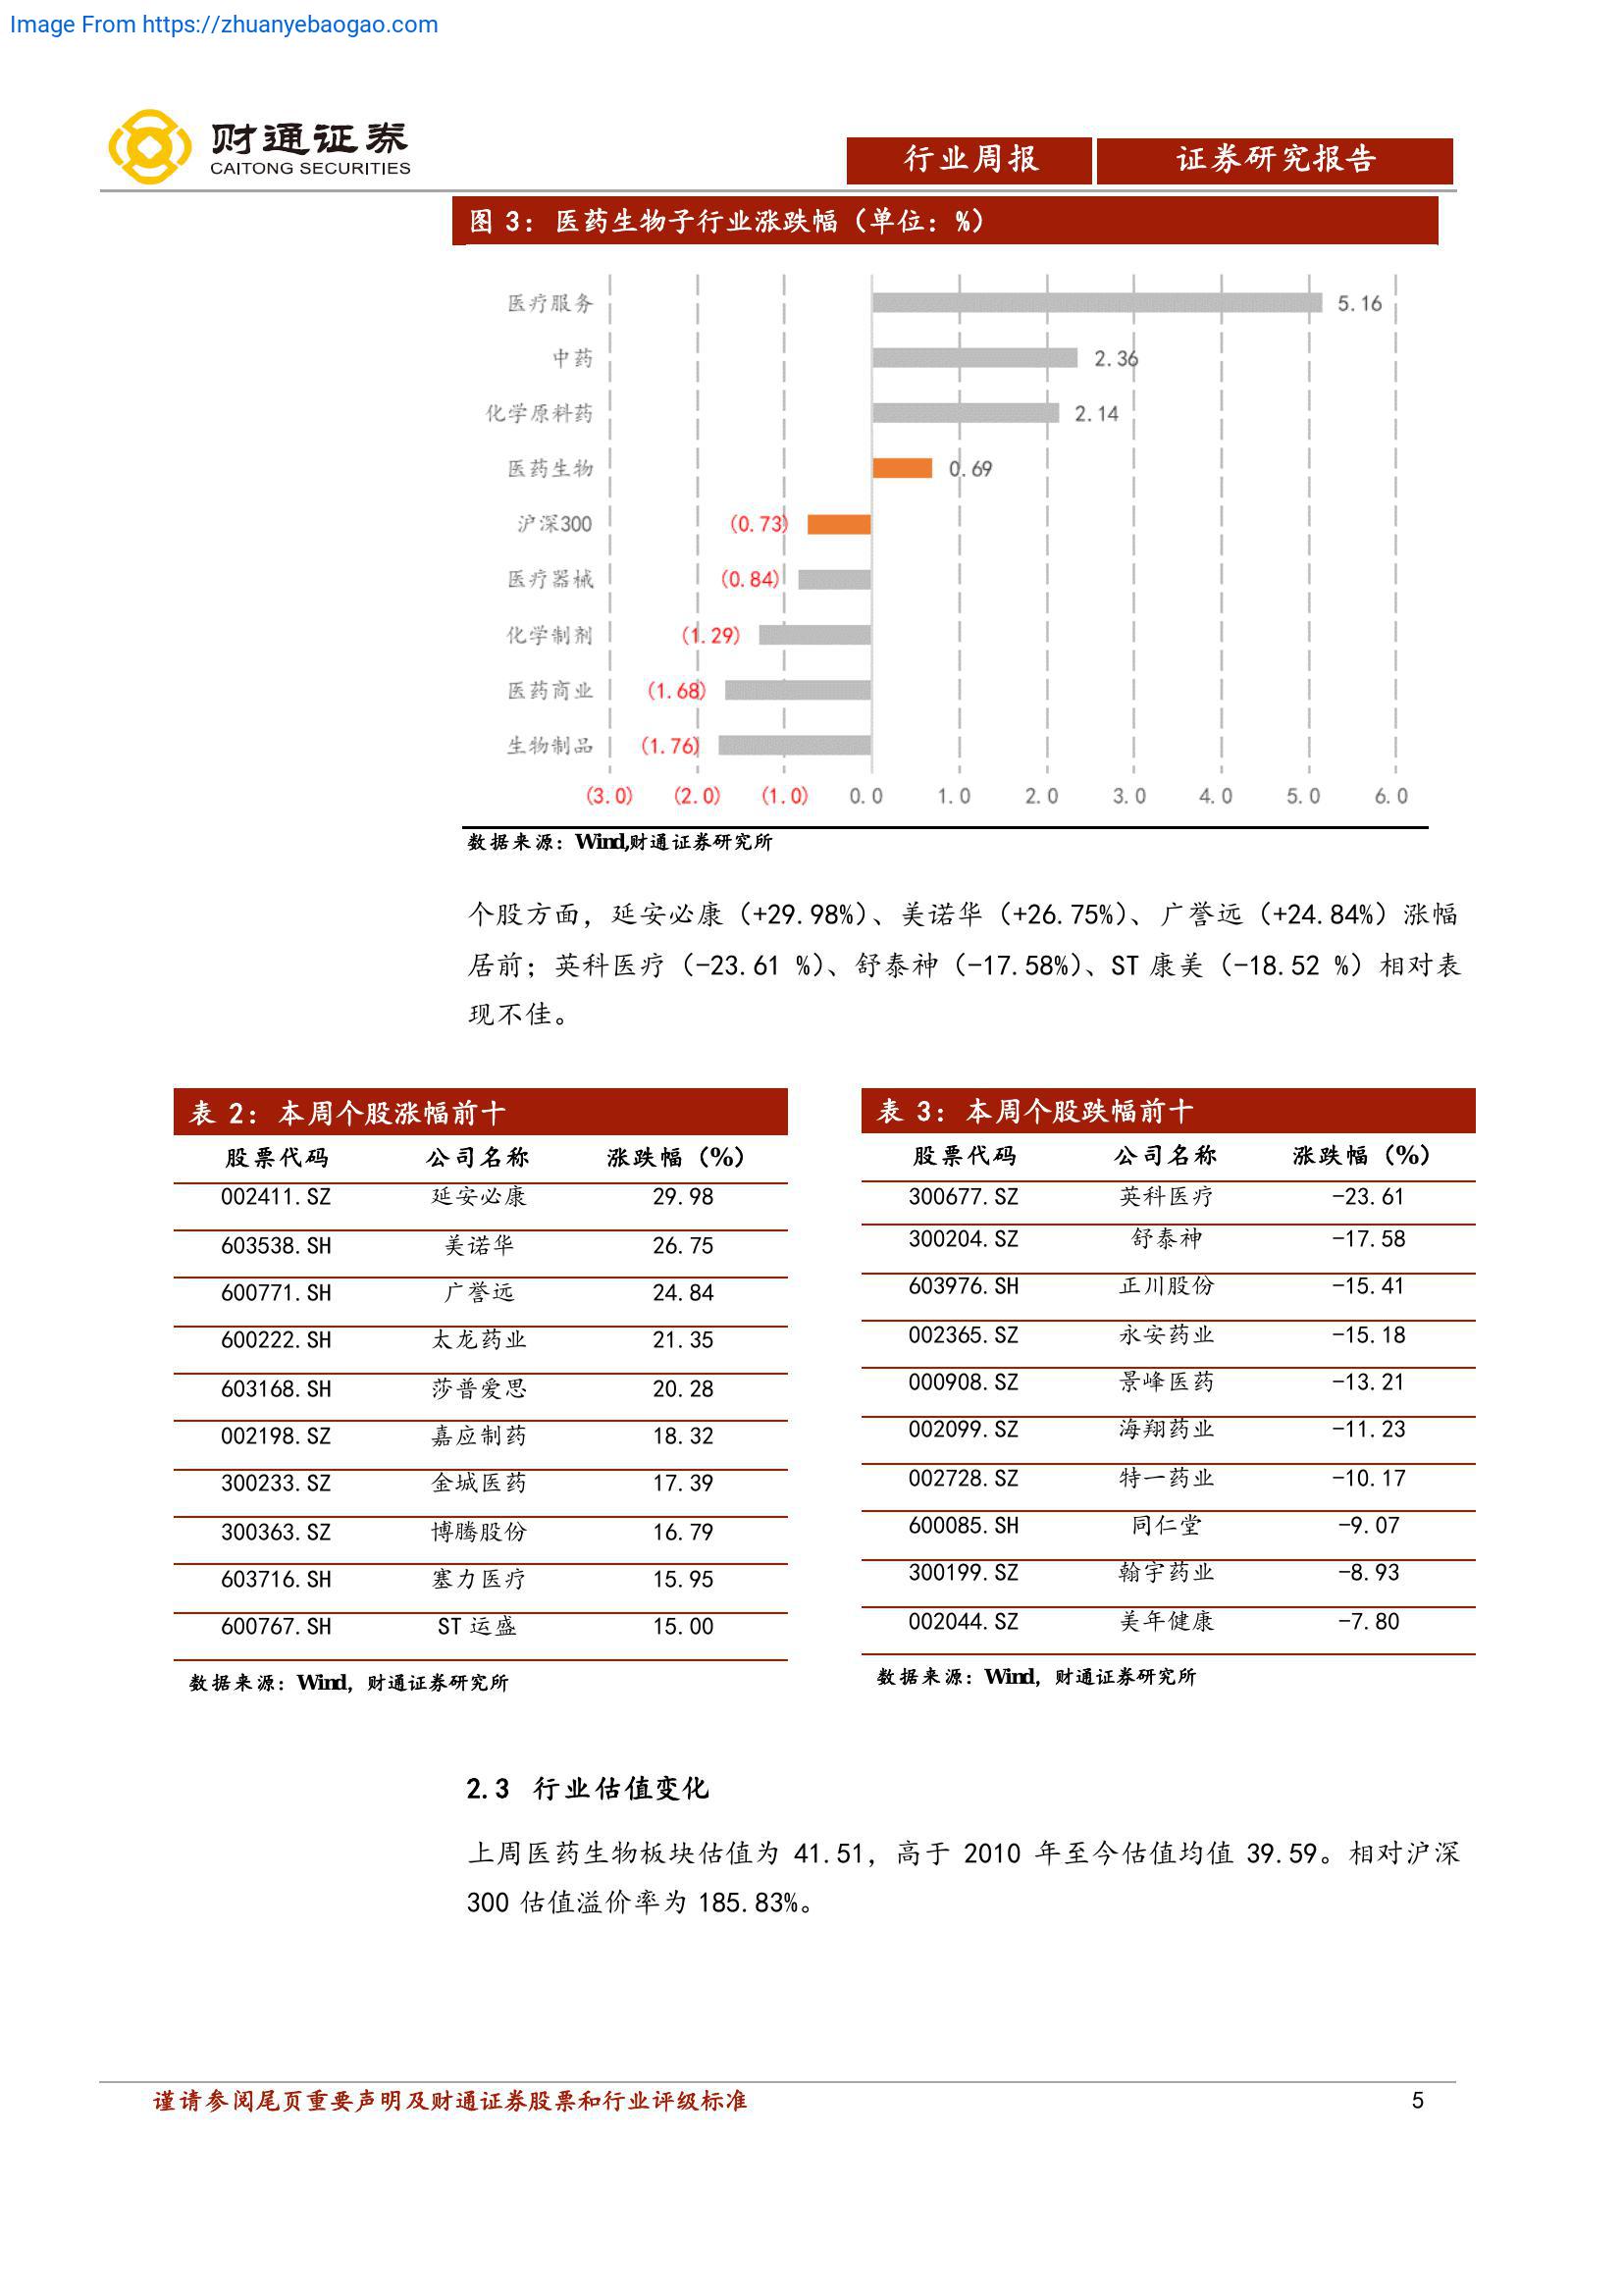 Image From https://zhuanyebaogao.com
财通证券
CAITONG SECURITIES
行业周报 证券研究报告
图 3：医药生物子行业涨跌幅（单位：%）
医疗服务 5.16
中药 2.36
化学原料药 2.14
医药生物 0.69
沪深300 (0.73)
医疗器械 (0.84)
化学制剂 (1.29)
医药商业 (1.68)
生物制品 (1.76)
(3.0) (2.0) (1.0) 0.0 1.0 2.0 3.0 4.0 5.0 6.0
数据来源：Wind,财通证券研究所
个股方面，延安必康（+29.98%）、美诺华（+26.75%）、广誉远（+24.84%）涨幅
居前；英科医疗（-23.61 %）、舒泰神（-17.58%）、ST 康美（-18.52 %）相对表
现不佳。
表 2：本周个股涨幅前十
股票代码 公司名称 涨跌幅（%）
002411.SZ 延安必康 29.98
603538.SH 美诺华 26.75
600771.SH 广誉远 24.84
600222.SH 太龙药业 21.35
603168.SH 莎普爱思 20.28
002198.SZ 嘉应制药 18.32
300233.SZ 金城医药 17.39
300363.SZ 博腾股份 16.79
603716.SH 塞力医疗 15.95
600767.SH ST 运盛 15.00
数据来源：Wind，财通证券研究所
表 3：本周个股跌幅前十
股票代码 公司名称 涨跌幅（%）
300677.SZ 英科医疗 -23.61
300204.SZ 舒泰神 -17.58
603976.SH 正川股份 -15.41
002365.SZ 永安药业 -15.18
000908.SZ 景峰医药 -13.21
002099.SZ 海翔药业 -11.23
002728.SZ 特一药业 -10.17
600085.SH 同仁堂 -9.07
300199.SZ 翰宇药业 -8.93
002044.SZ 美年健康 -7.80
数据来源：Wind，财通证券研究所
2.3 行业估值变化
上周医药生物板块估值为 41.51，高于 2010 年至今估值均值 39.59。相对沪深
300 估值溢价率为 185.83%。
谨请参阅尾页重要声明及财通证券股票和行业评级标准 5